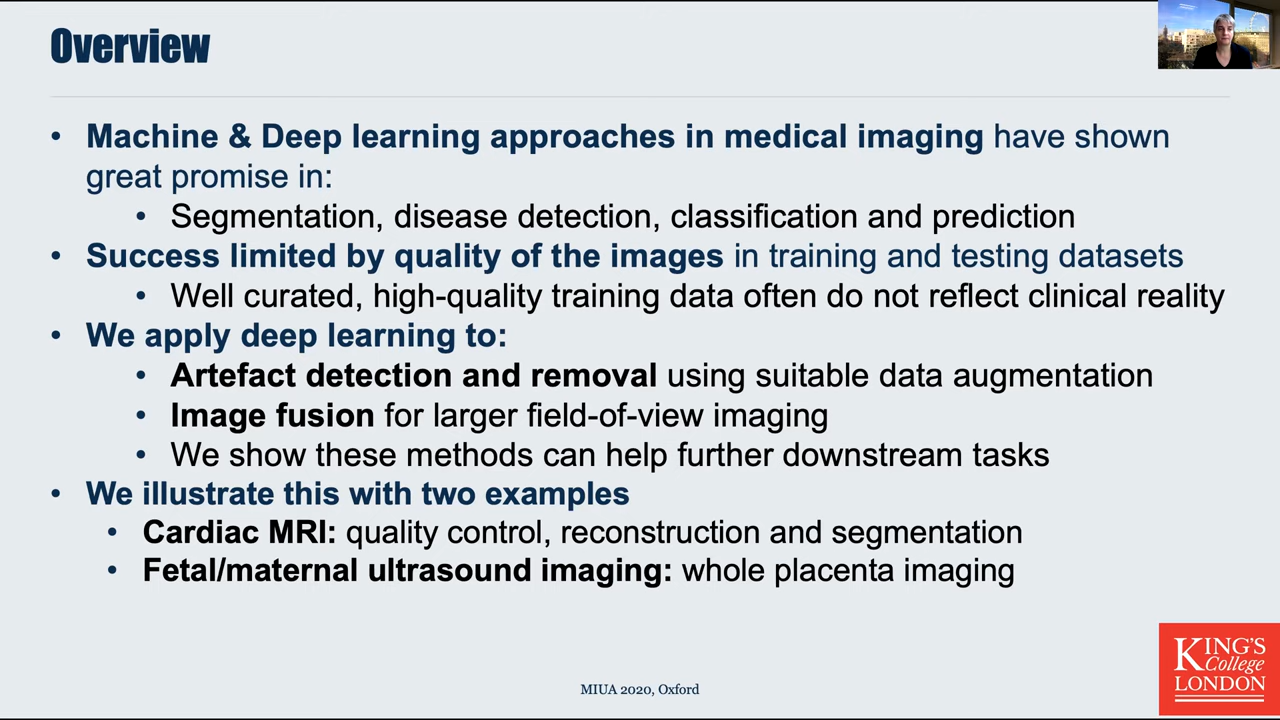 Overview
• Machine & Deep learning approaches in medical imaging have shown
great promise in:
• Segmentation, disease detection, classification and prediction
• Success limited by quality of the images in training and testing datasets
• Well curated, high-quality training data often do not reflect clinical reality
• We apply deep learning to:
• Artefact detection and removal using suitable data augmentation
• Image fusion for larger field-of-view imaging
• We show these methods can help further downstream tasks
• We illustrate this with two examples
• Cardiac MRI: quality control, reconstruction and segmentation
• Fetal/maternal ultrasound imaging: whole placenta imaging
KING'S
College
LONDON
MIUA 2020, Oxford